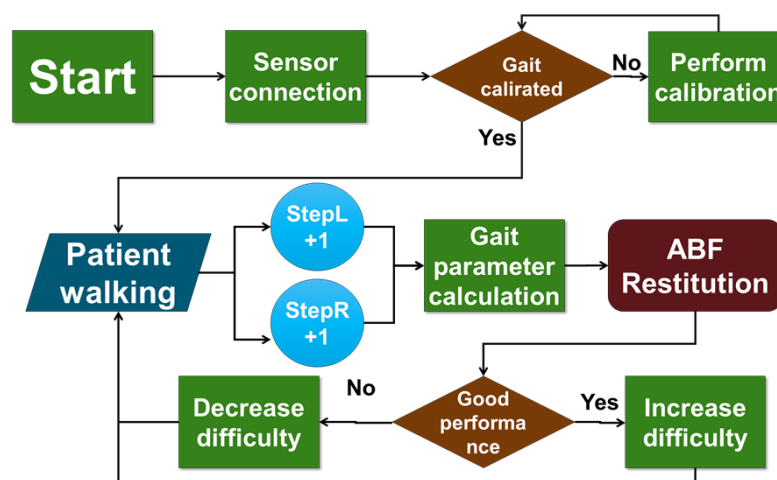 Start
Sensor
connection
Gait
calirated
No
Perform
calibration
Yes
Patient
walking
StepL
+1
StepR
+1
Gait
parameter
calculation
ABF
Restitution
Decrease
difficulty
No
Good
performa
nce
Yes
Increase
difficulty